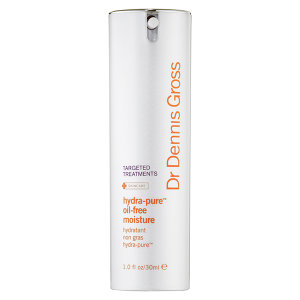 Dr Dennis Gross
TARGETED
TREATMENTS
SKINCARE
hydra-pure™
oil-free
moisture
hydratant
non gras
hydra-pure™
1.0 fl oz/30ml e